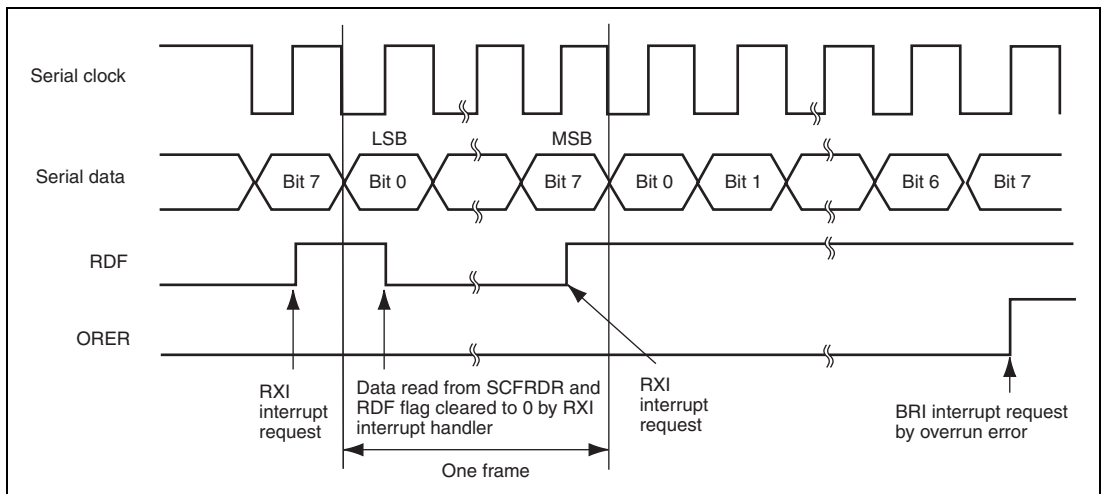 Serial clock
LSB
MSB
Serial data
Bit 7
Bit 0
Bit 7
Bit 0
Bit 1
Bit 6
Bit 7
RDF
ORER
RXI
interrupt
request
Data read from SCFRDR and
RDF flag cleared to 0 by RXI
interrupt handler
RXI
interrupt
request
BRI interrupt request
by overrun error
One frame